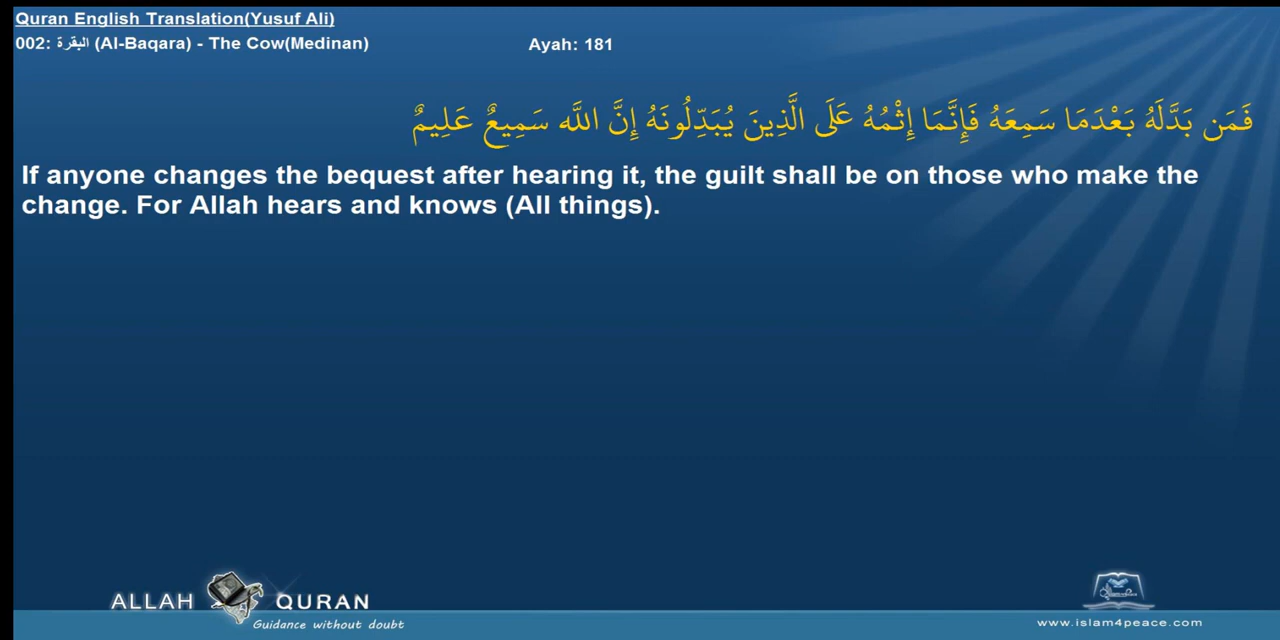 Quran English Translation(Yusuf Ali)
002: البقرة (Al-Baqara) - The Cow(Medinan)
Ayah: 181
فَمَن بَدَّلَهُ بَعْدَمَا سَمِعَهُ فَإِنَّمَا إِثْمُهُ عَلَى الَّذِينَ يُبَدِّلُونَهُ إِنَّ اللَّه سَمِيعٌ عَلِيمٌ
If anyone changes the bequest after hearing it, the guilt shall be on those who make the
change. For Allah hears and knows (All things).
ALLAH QURAN
Guidance without doubt
www.islam4peace.com